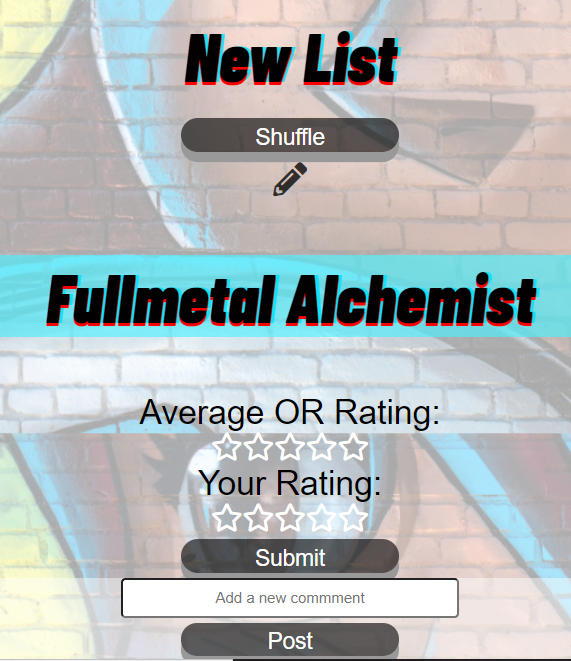 New List
Shuffle
Fullmetal Alchemist
Average OR Rating:
Your Rating:
Submit
Add a new commment
Post